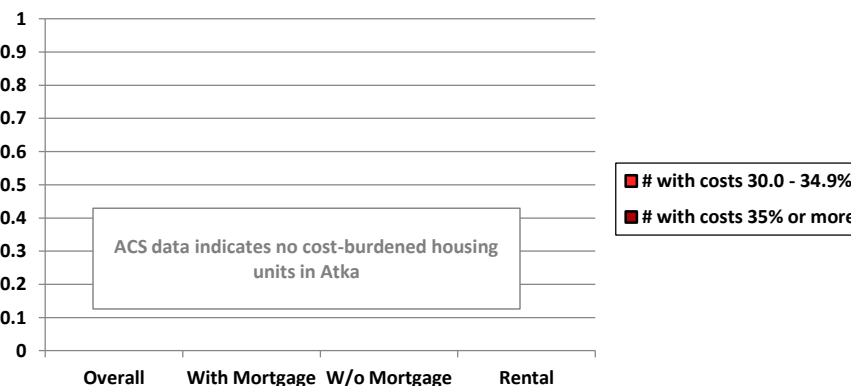 1
0.9
0.8
0.7
0.6
0.5
0.4
0.3
0.2
0.1
0
ACS data indicates no cost-burdened housing
units in Atka
Overall
With Mortgage
W/o Mortgage
Rental
# with costs 30.0 - 34.9%
# with costs 35% or more